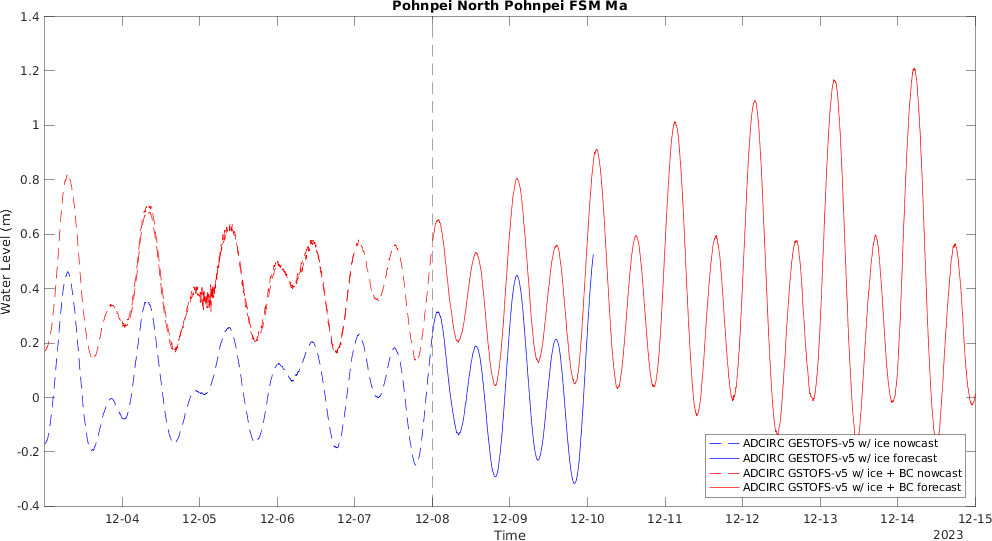 Pohnpei North Pohnpei FSM Ma
1.4
1.2
1
0.8
0.6
0.4
0.2
0
-0.2
-0.4
Water Level (m)
ADCIRC GESTOFS-v5 w/ ice nowcast
ADCIRC GESTOFS-v5 w/ ice forecast
ADCIRC GSTOFS-v5 w/ ice + BC nowcast
ADCIRC GSTOFS-v5 w/ ice + BC forecast
12-04 12-05 12-06 12-07 12-08 12-09 12-10 12-11 12-12 12-13 12-14 12-15
Time
2023